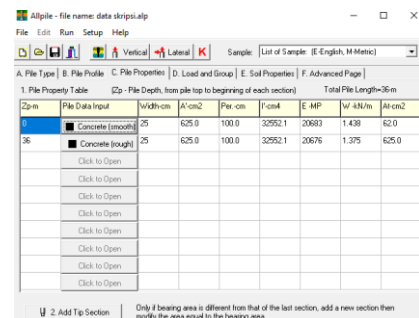 Allpile - file name: data skripsi.alp
File Edit Run Setup Help
Vertical Lateral K Sample: List of Sample: (E-English, M-Metric)
A. Pile Type B. Pile Profile C. Pile Properties D. Load and Group E. Soil Properties F. Advanced Page
1. Pile Property Table (Zp - Pile Depth, from pile top to beginning of each section) Total Pile Length=36-m
Zp-m Pile Data Input Width-cm A'-cm2 Per.-cm I'-cm4 E -MP W -kN/m At-cm2
0 Concrete (smooth) 25 625.0 100.0 32552.1 20683 1.438 62.0
36 Concrete (rough) 25 625.0 100.0 32552.1 20676 1.375 625.0
Click to Open
Click to Open
Click to Open
Click to Open
Click to Open
Click to Open
Click to Open
Click to Open
2. Add Tip Section Only if bearing area is different from that of the last section, add a new section then
modify the area equal to the bearing area.